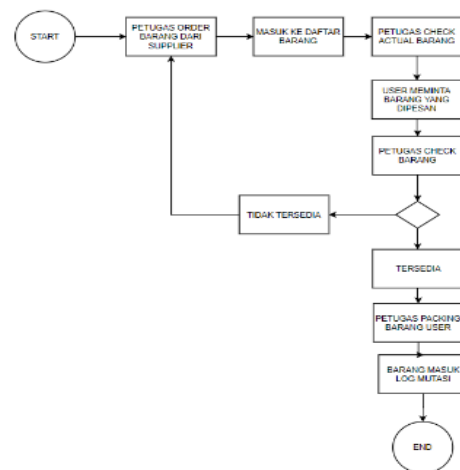 START
PETUGAS ORDER
BARANG DARI
SUPPLIER
MASUK KE DAFTAR
BARANG
PETUGAS CHECK
ACTUAL BARANG
USER MEMINTA
BARANG YANG
DIPESAN
PETUGAS CHECK
BARANG
TIDAK TERSEDIA
TERSEDIA
PETUGAS PACKING
BARANG USER
BARANG MASUK
LOG MUTASI
END